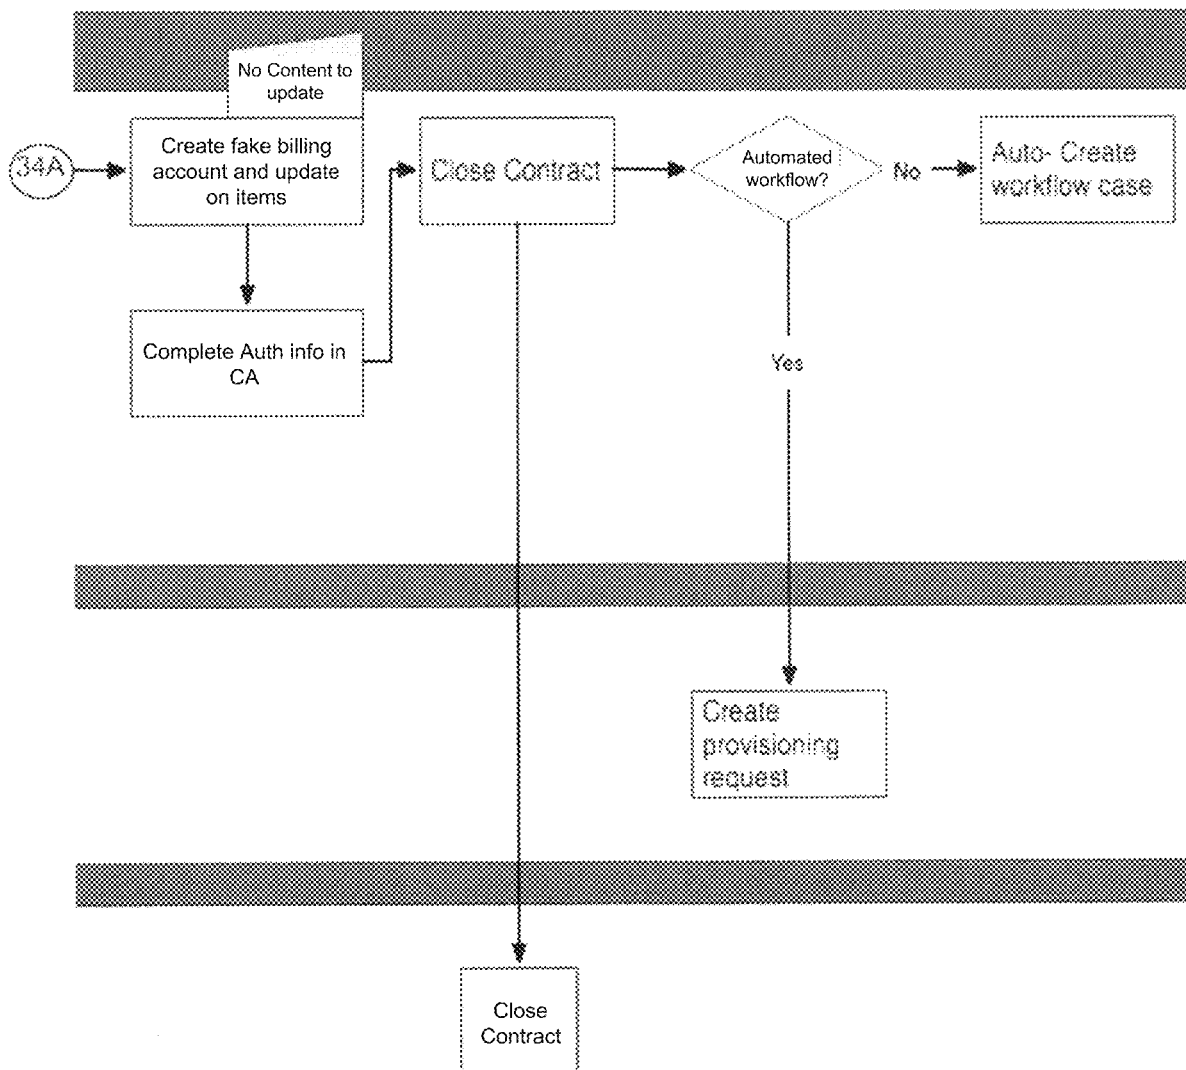 No Content to
update
34A
Create fake billing
account and update
on items
Close Contract
Automated
workflow?
No
Auto- Create
workflow case
Complete Auth info in
CA
Yes
Create
provisioning
request
Close
Contract